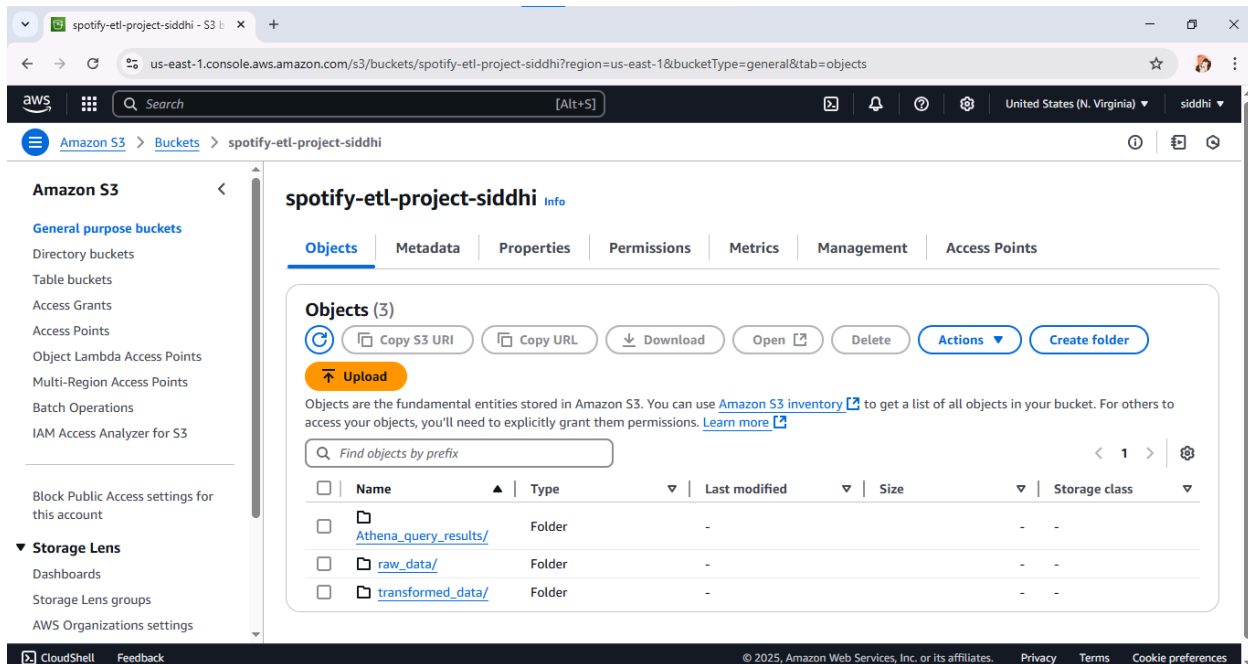 spotify-etl-project-siddhi - S3 b
us-east-1.console.aws.amazon.com/s3/buckets/spotify-etl-project-siddhi?region=us-east-1&bucketType=general&tab=objects
aws Search [Alt+S] United States (N. Virginia) siddhi
Amazon S3 > Buckets > spotify-etl-project-siddhi
Amazon S3
General purpose buckets
Directory buckets
Table buckets
Access Grants
Access Points
Object Lambda Access Points
Multi-Region Access Points
Batch Operations
IAM Access Analyzer for S3
Block Public Access settings for
this account
Storage Lens
Dashboards
Storage Lens groups
AWS Organizations settings
spotify-etl-project-siddhi Info
Objects Metadata Properties Permissions Metrics Management Access Points
Objects (3)
Copy S3 URI Copy URL Download Open Delete Actions Create folder
Upload
Objects are the fundamental entities stored in Amazon S3. You can use Amazon S3 inventory to get a list of all objects in your bucket. For others to
access your objects, you'll need to explicitly grant them permissions. Learn more
Find objects by prefix
< 1 >
Name Type Last modified Size Storage class
Athena_query_results/ Folder - - -
raw_data/ Folder - - -
transformed_data/ Folder - - -
CloudShell Feedback © 2025, Amazon Web Services, Inc. or its affiliates. Privacy Terms Cookie preferences